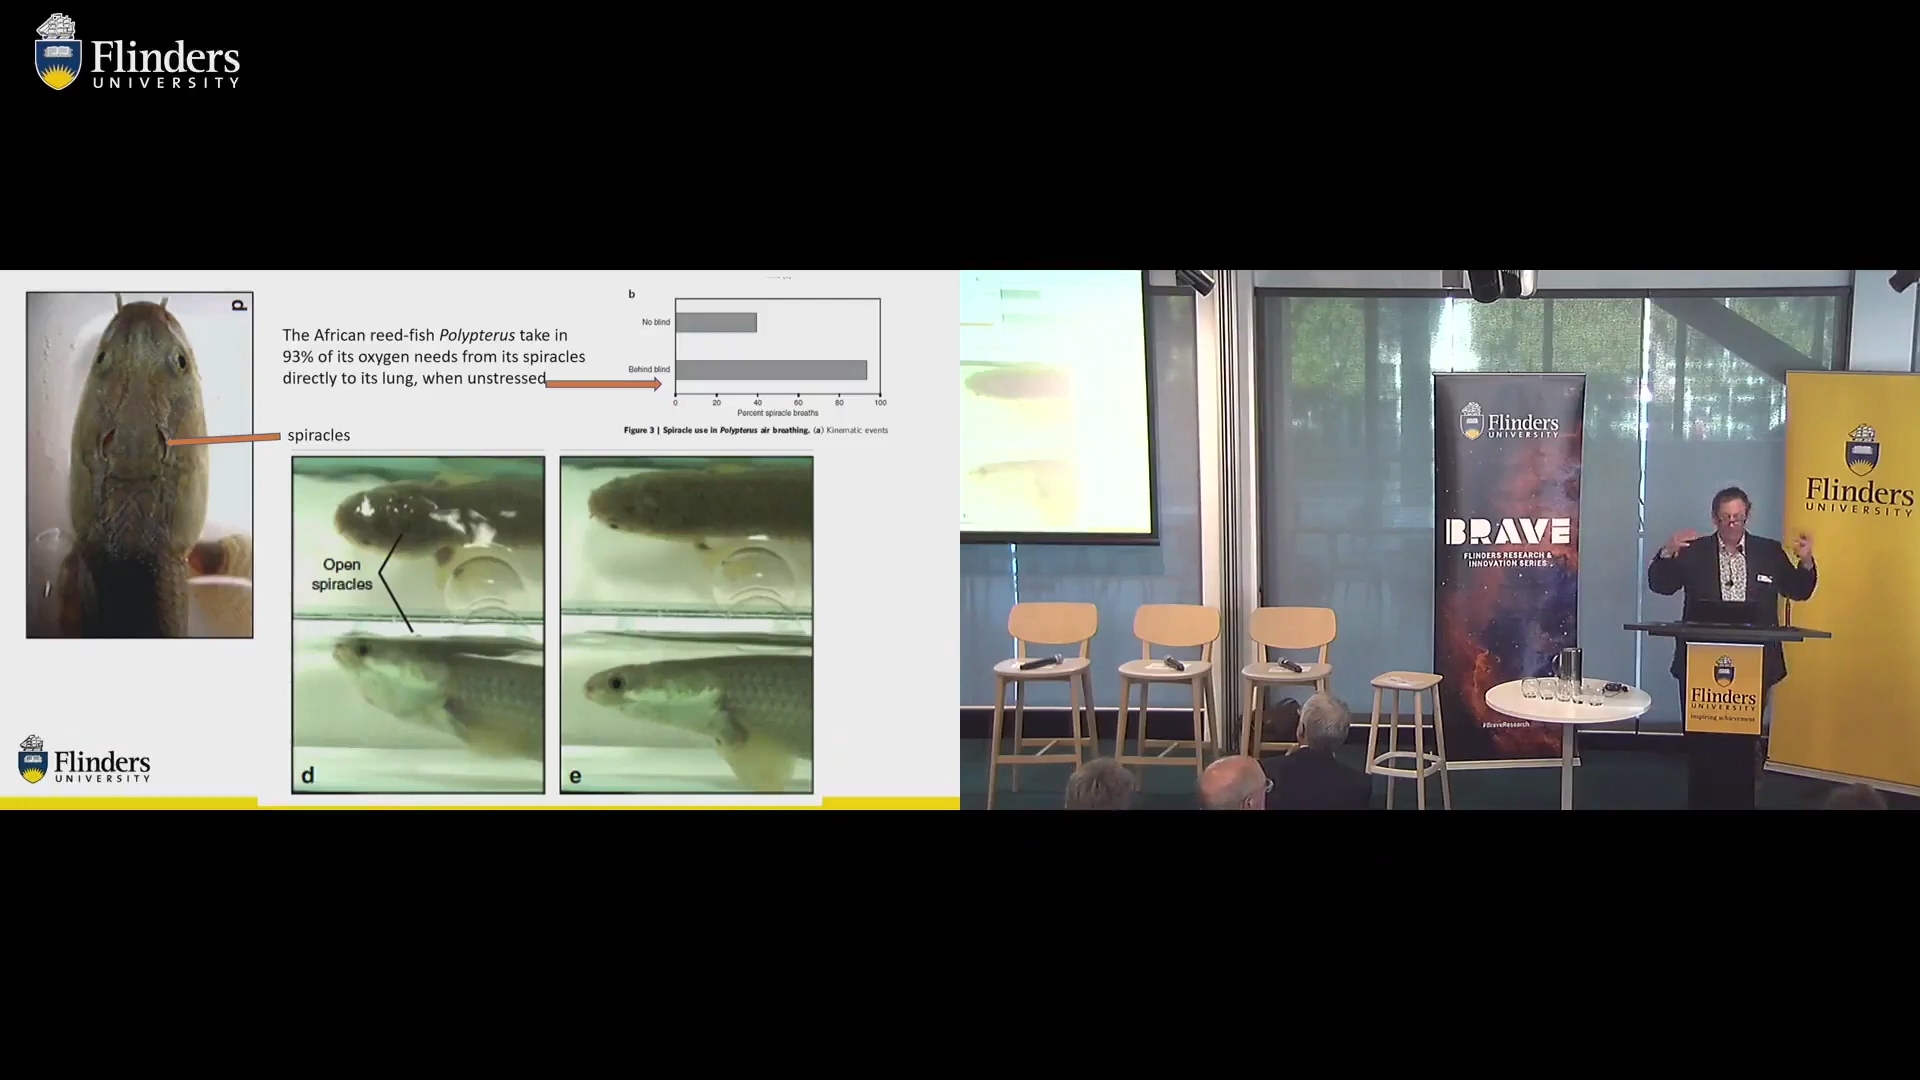 Flinders
UNIVERSITY
d
The African reed-fish Polypterus take in
93% of its oxygen needs from its spiracles
directly to its lung, when unstressed
spiracles
b
No blind
Behind blind
0 20 40 60 80 100
Percent spiracle breaths
Figure 3 | Spiracle use in Polypterus air breathing. (a) Kinematic events
Open
spiracles
d
e
Flinders
UNIVERSITY
Flinders
UNIVERSITY
BRAVE
FLINDERS RESEARCH &
INNOVATION SERIES
#BraveResearch
Flinders
UNIVERSITY
Flinders
UNIVERSITY
inspiring achievement